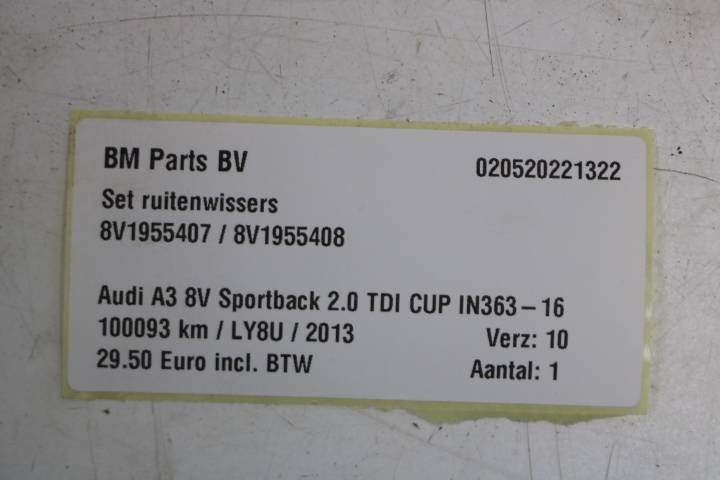 BM Parts BV 020520221322
Set ruitenwissers
8V1955407 / 8V1955408
Audi A3 8V Sportback 2.0 TDI CUP IN363-16
100093 km / LY8U / 2013 Verz: 10
29.50 Euro incl. BTW Aantal: 1